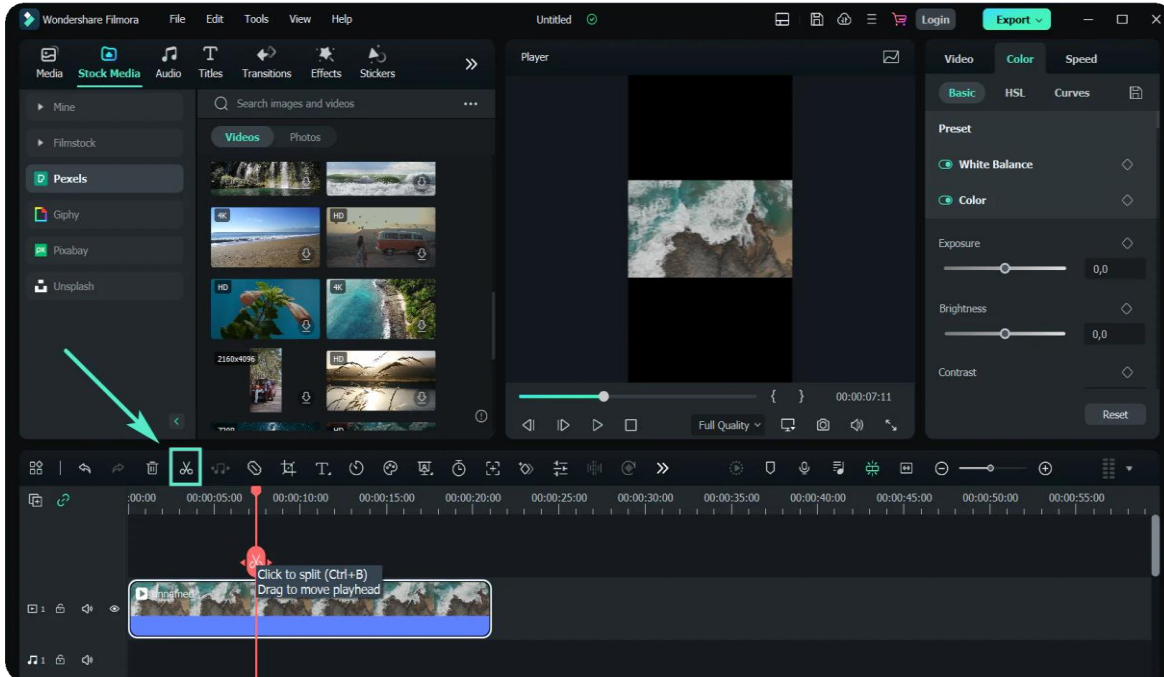 Wondershare Filmora File Edit Tools View Help Untitled Login Export
Media Stock Media Audio Titles Transitions Effects Stickers
Player
Video Color Speed
Mine
Search images and videos
Basic HSL Curves
Filmstock
Videos Photos
Preset
Pexels
White Balance
Giphy
4K
HD
Color
Pixabay
Exposure
0,0
Unsplash
HD
4K
Brightness
0,0
2160x4096
HD
Contrast
{ } 00:00:07:11
Full Quality
Reset
:00:00 00:00:05:00 00:00:10:00 00:00:15:00 00:00:20:00 00:00:25:00 00:00:30:00 00:00:35:00 00:00:40:00 00:00:45:00 00:00:50:00 00:00:55:00
Click to split (Ctrl+B)
Drag to move playhead
unnamed
1
1